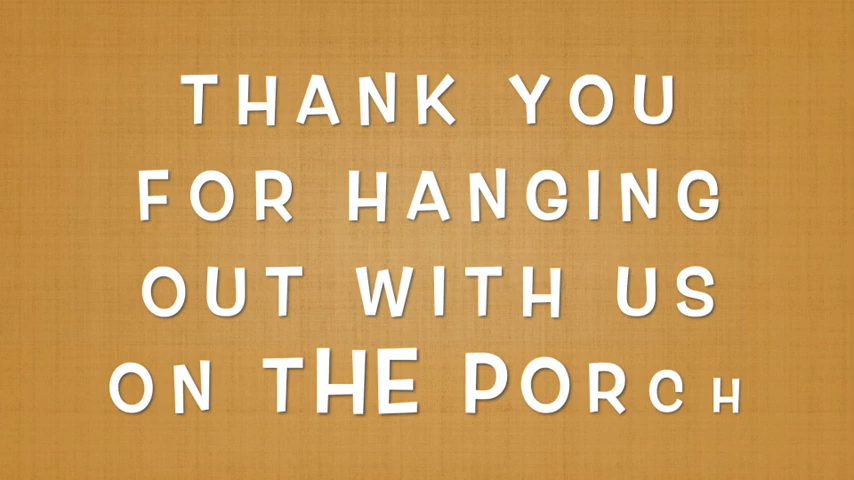 THANK YOU
FOR HANGING
OUT WITH US
ON THE PORCH